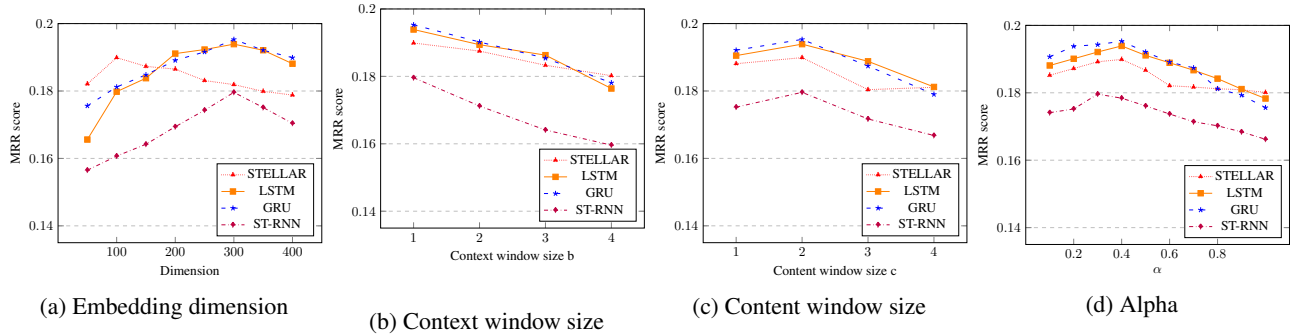 0.2
0.18
0.16
0.14
MRR score
100 200 300 400
Dimension
STELLAR
LSTM
GRU
ST-RNN
(a) Embedding dimension
0.2
0.18
0.16
0.14
MRR score
1 2 3 4
Context window size b
STELLAR
LSTM
GRU
ST-RNN
(b) Context window size
0.2
0.18
0.16
0.14
MRR score
1 2 3 4
Content window size c
STELLAR
LSTM
GRU
ST-RNN
(c) Content window size
0.2
0.18
0.16
0.14
MRR score
0.2 0.4 0.6 0.8
α
STELLAR
LSTM
GRU
ST-RNN
(d) Alpha